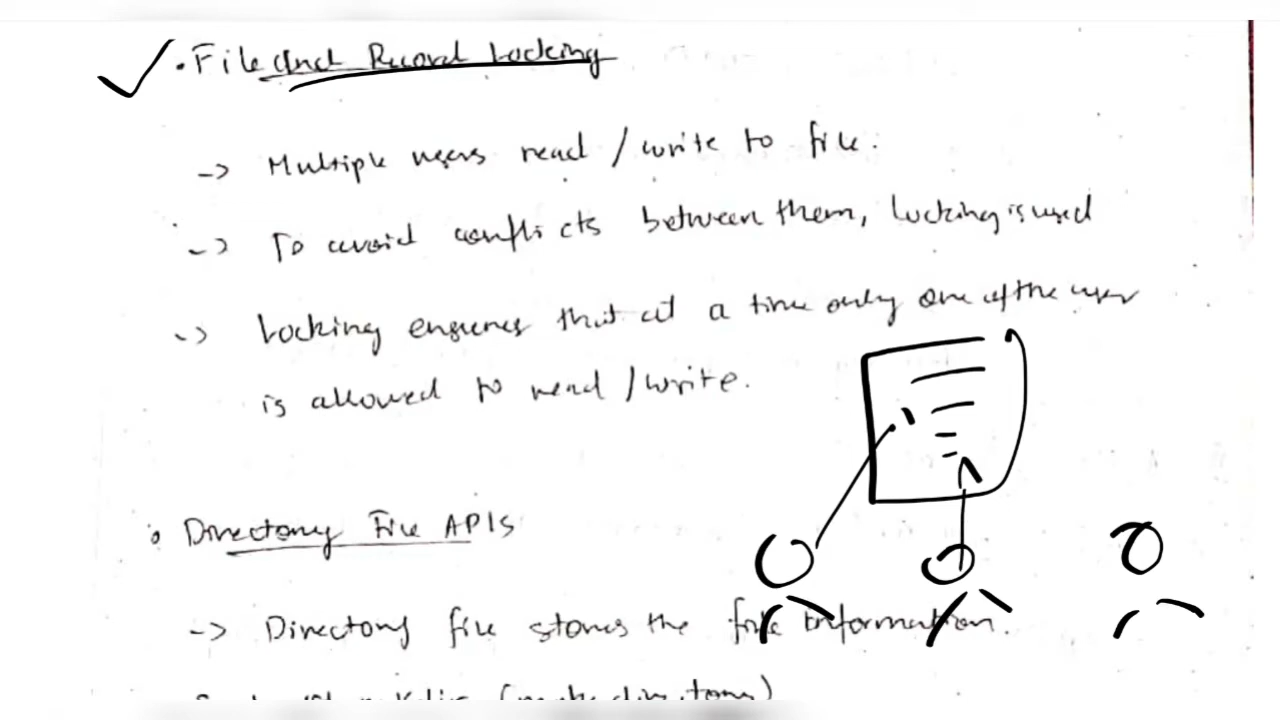 • File and Record Locking
-> Multiple users read / write to file.
-> To avoid conflicts between them, locking is used
-> Locking ensures that at a time only one of the user
is allowed to read / write.
• Directory File APIs
-> Directory file stores the file information.
(make directory)